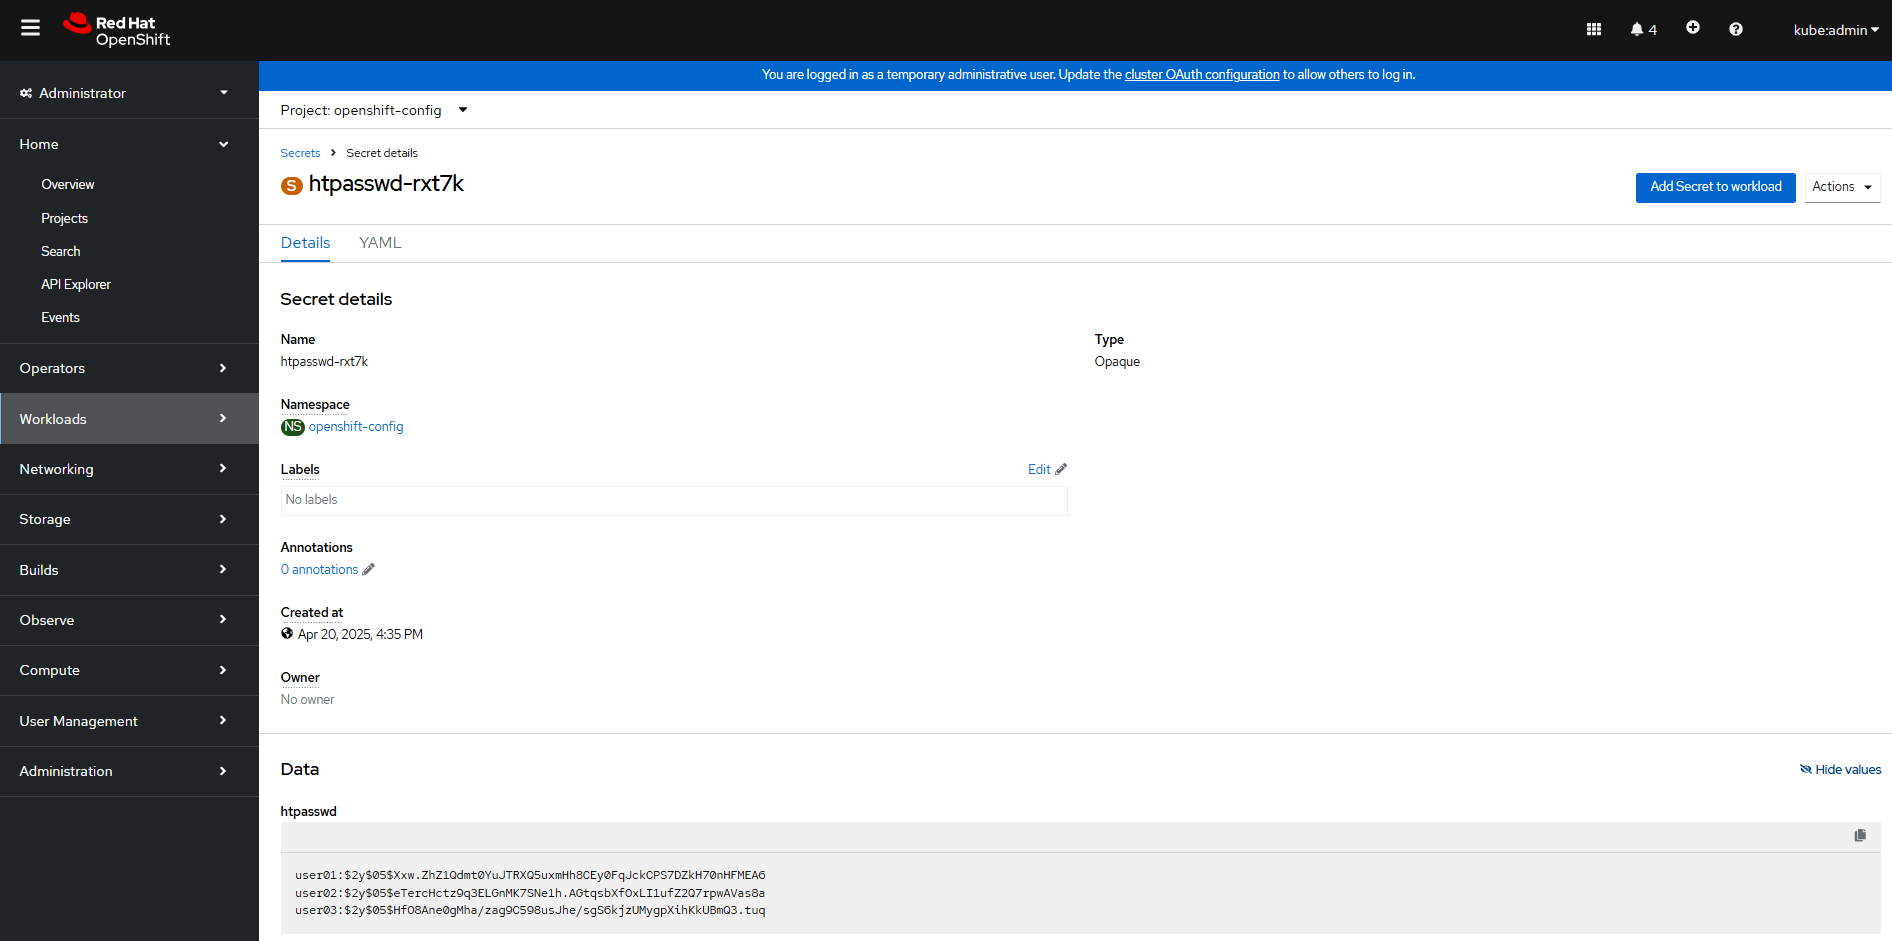 Red Hat
OpenShift
4
kube:admin
Administrator
Home
Overview
Projects
Search
API Explorer
Events
Operators
Workloads
Networking
Storage
Builds
Observe
Compute
User Management
Administration
You are logged in as a temporary administrative user. Update the cluster OAuth configuration to allow others to log in.
Project: openshift-config
Secrets > Secret details
S htpasswd-rxt7k
Add Secret to workload
Actions
Details
YAML
Secret details
Name
htpasswd-rxt7k
Type
Opaque
Namespace
NS openshift-config
Labels
Edit
No labels
Annotations
0 annotations
Created at
Apr 20, 2025, 4:35 PM
Owner
No owner
Data
Hide values
htpasswd
user01:$2y$05$Xxw.ZhZ1Qdmt0YuJTRXQ5uxmHh8CEy0FqJckCPS7DZkH70nHFMEA6
user02:$2y$05$eTercHctz9q3ELGnMK7SNe1h.AGtqsbXfOxLI1ufZ2Q7rpwAVas8a
user03:$2y$05$HfO8Ane0gMha/zag9C598usJhe/sgS6kjzUMygpXihKkUBmQ3.tuq